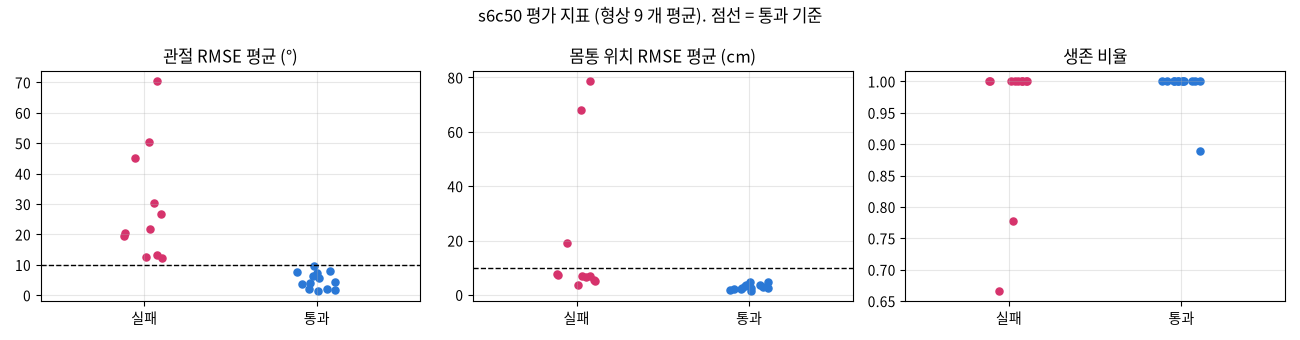 s6c50 평가 지표 (형상 9 개 평균). 점선 = 통과 기준
관절 RMSE 평균 (°)
몸통 위치 RMSE 평균 (cm)
생존 비율
70
60
50
40
30
20
10
0
실패
통과
80
60
40
20
0
실패
통과
1.00
0.95
0.90
0.85
0.80
0.75
0.70
0.65
실패
통과